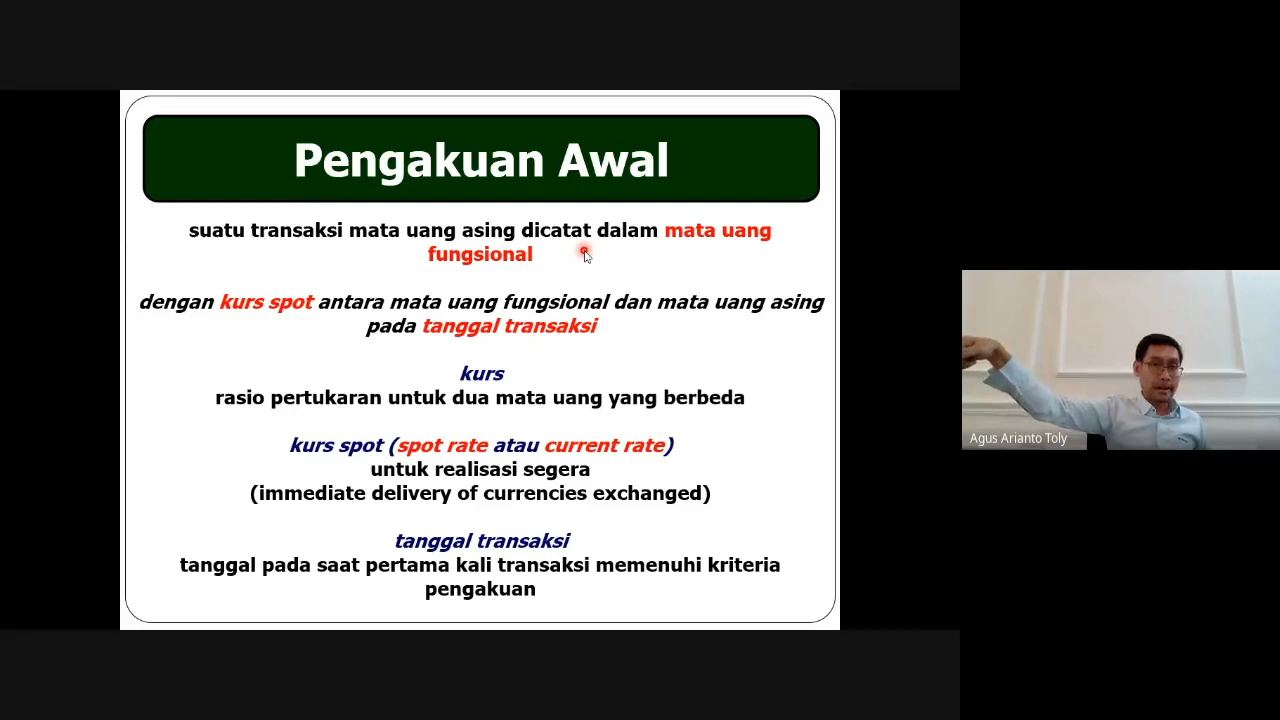 Pengakuan Awal
suatu transaksi mata uang asing dicatat dalam mata uang
fungsional
dengan kurs spot antara mata uang fungsional dan mata uang asing
pada tanggal transaksi
kurs
rasio pertukaran untuk dua mata uang yang berbeda
kurs spot (spot rate atau current rate)
untuk realisasi segera
(immediate delivery of currencies exchanged)
tanggal transaksi
tanggal pada saat pertama kali transaksi memenuhi kriteria
pengakuan
Agus Arianto Toly